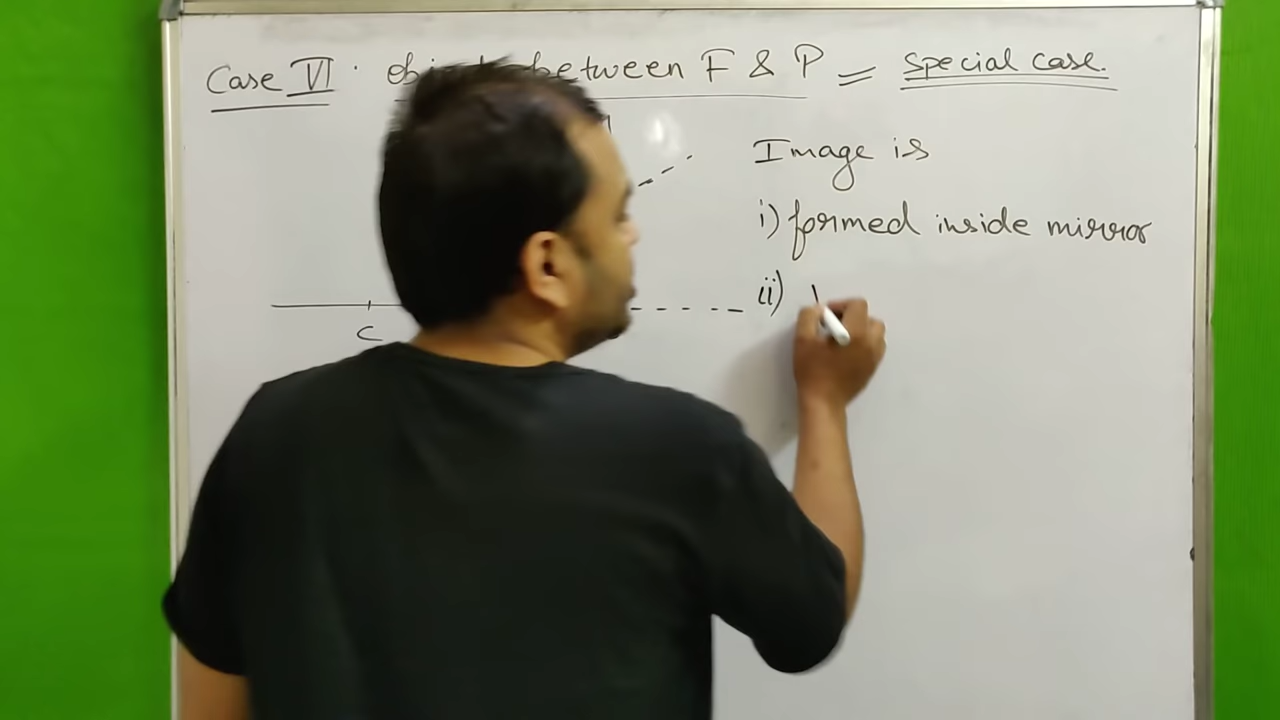 Case VI . between F & P = special case.
Image is
i) formed inside mirror
ii)
C